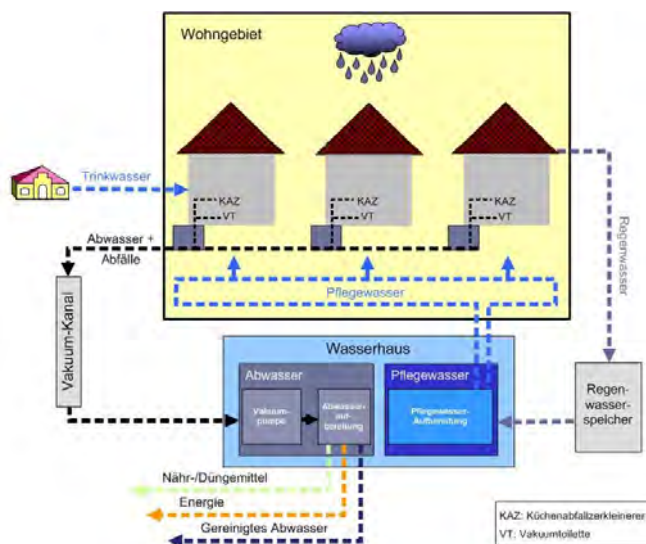 Wohngebiet
KAZ
VT
KAZ
VT
KAZ
VT
Trinkwasser
Abwasser +
Abfälle
Pflegewasser
Regenwasser
Vakuum-Kanal
Wasserhaus
Abwasser
Pflegewasser
Vakuum-
pumpe
Abwasser-
auf-
bereitung
Pflegewasser-
Aufbereitung
Regen-
wasser-
speicher
Nähr-/Düngemittel
Energie
Gereinigtes Abwasser
KAZ: Küchenabfallzerkleinerer
VT: Vakuumtoilette